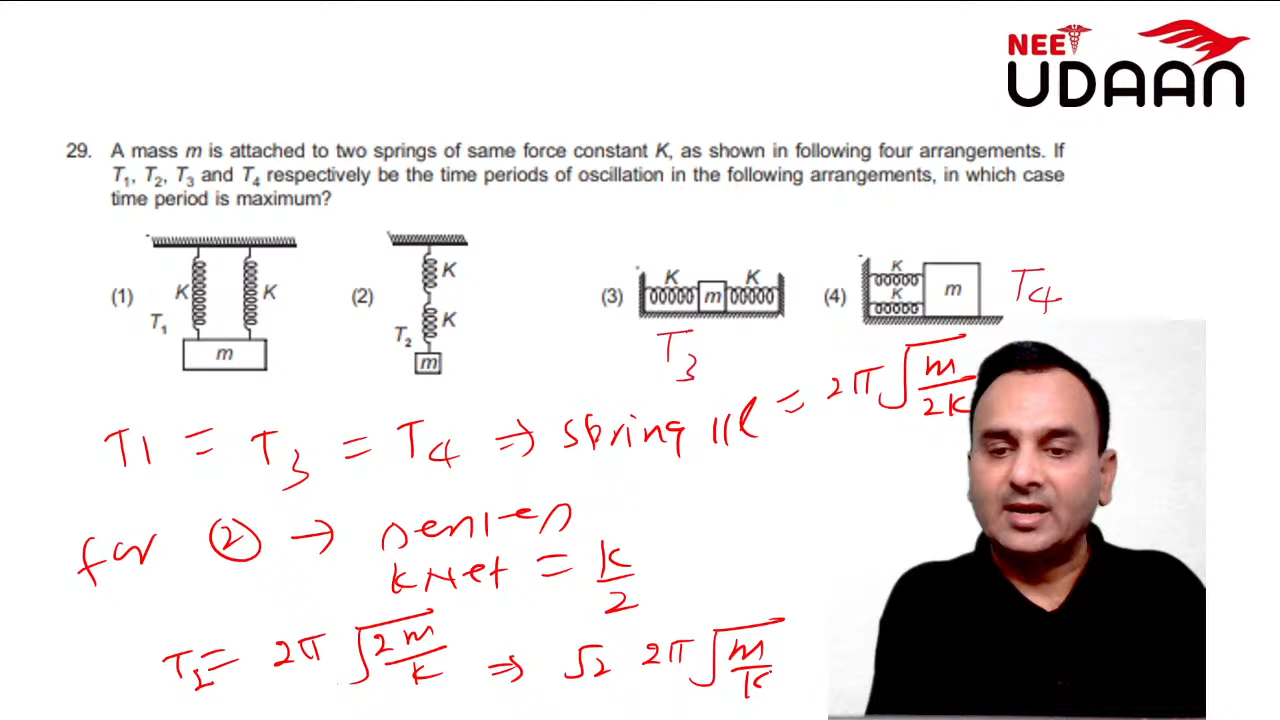 NEET
UDAAN
29. A mass m is attached to two springs of same force constant K, as shown in following four arrangements. If
T₁, T₂, T₃ and T₄ respectively be the time periods of oscillation in the following arrangements, in which case
time period is maximum?
(1) K K T₁ m
(2) K K T₂ m
(3) K K m T₃
(4) K K m T₄
T1 = T₃ = T₄ ⇒ spring ||l = 2π √(m/2K)
for ② → series
KNet = K/2
T₂ = 2π √(2m/K) ⇒ √2 2π √(m/K)